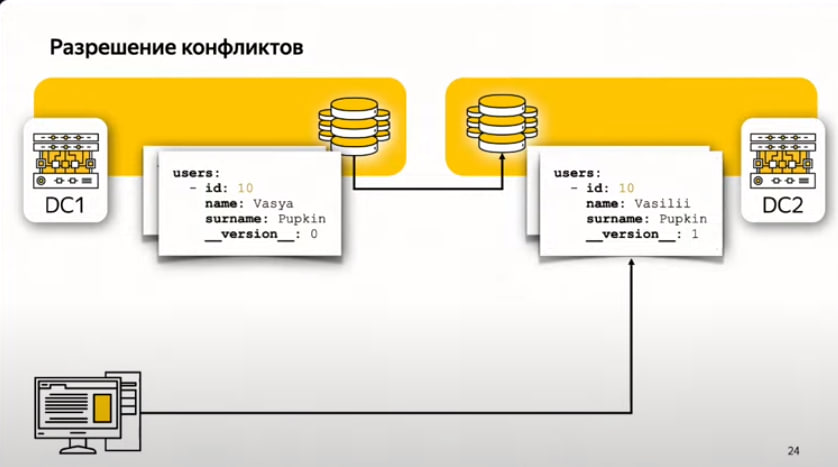 Разрешение конфликтов
users:
- id: 10
name: Vasya
surname: Pupkin
__version__: 0
DC1
users:
- id: 10
name: Vasilii
surname: Pupkin
__version__: 1
DC2
24